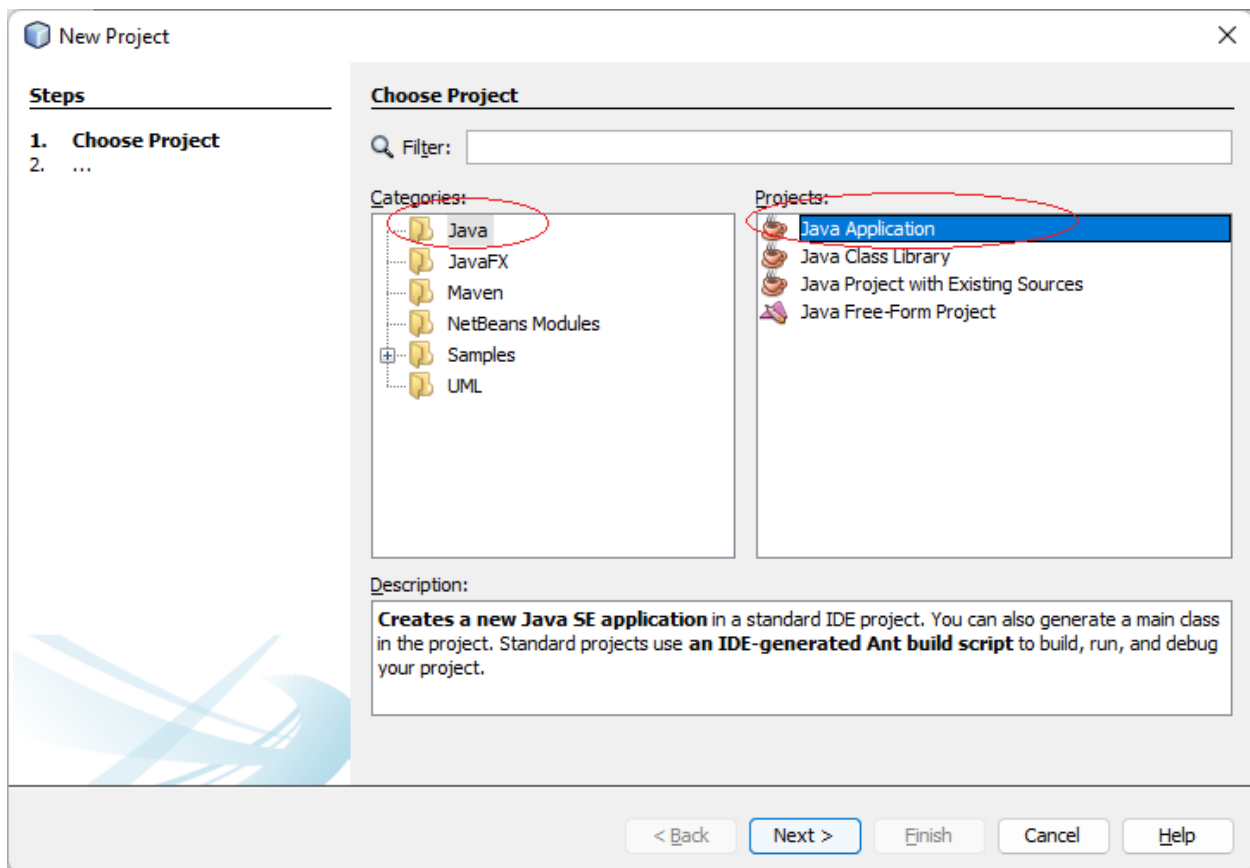 New Project
Steps
1. Choose Project
2. ...
Choose Project
Filter:
Categories:
Java
JavaFX
Maven
NetBeans Modules
Samples
UML
Projects:
Java Application
Java Class Library
Java Project with Existing Sources
Java Free-Form Project
Description:
Creates a new Java SE application in a standard IDE project. You can also generate a main class
in the project. Standard projects use an IDE-generated Ant build script to build, run, and debug
your project.
< Back
Next >
Finish
Cancel
Help